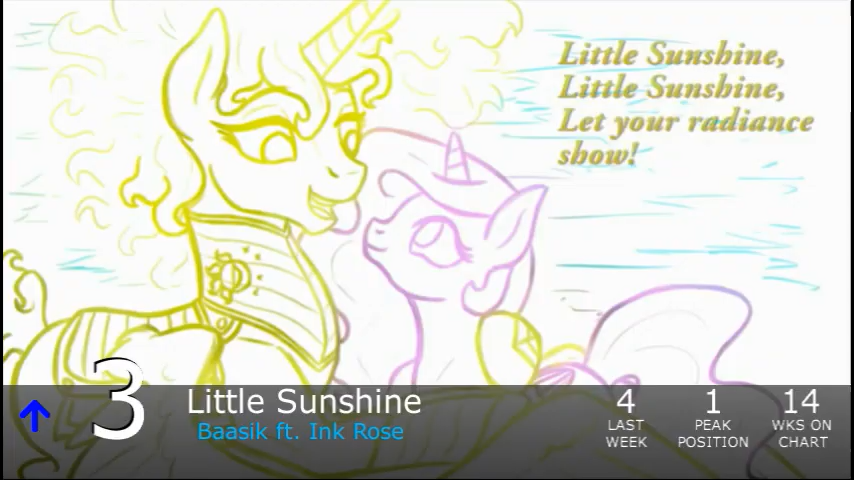 Little Sunshine,
Little Sunshine,
Let your radiance
show!
3
Little Sunshine
Baasik ft. Ink Rose
4
LAST
WEEK
1
PEAK
POSITION
14
WKS ON
CHART